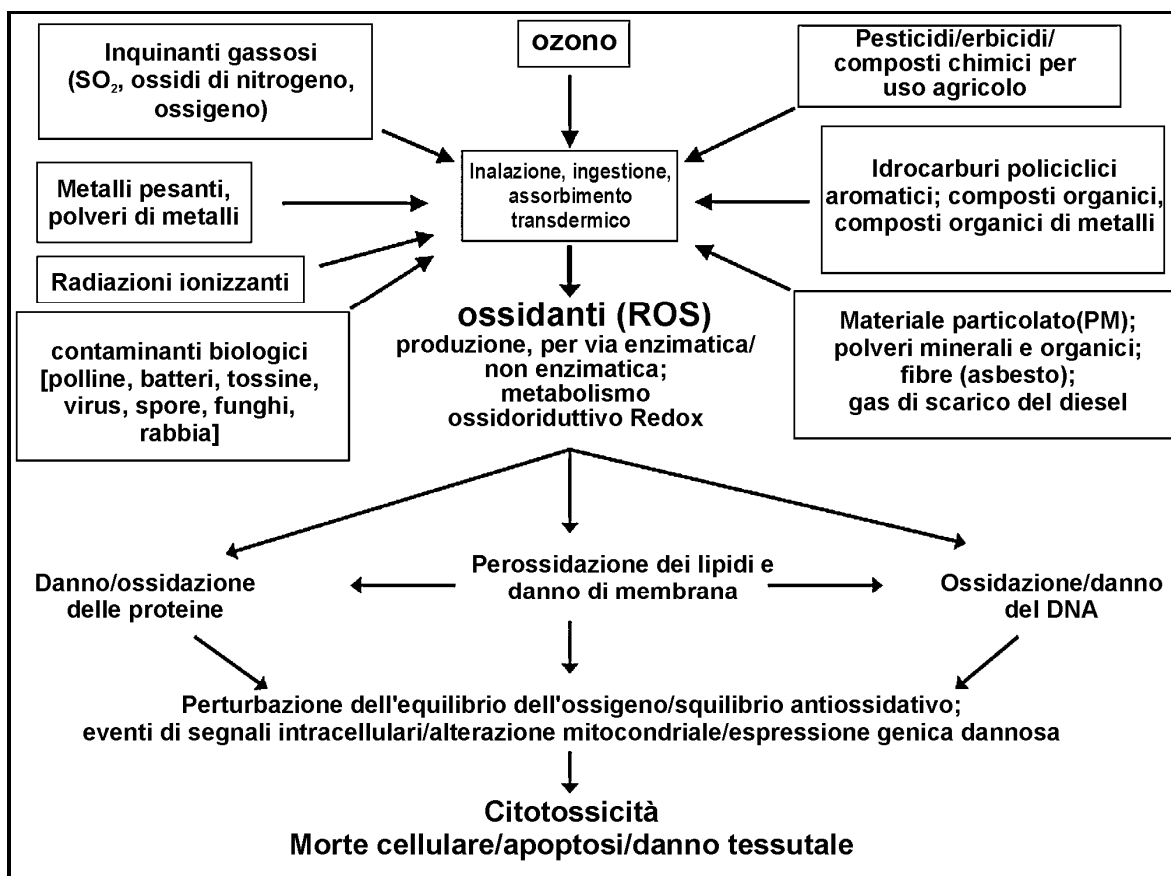 Inquinanti gassosi
(SO₂, ossidi di nitrogeno,
ossigeno)
ozono
Pesticidi/erbicidi/
composti chimici per
uso agricolo
Metalli pesanti,
polveri di metalli
Inalazione, ingestione,
assorbimento
transdermico
Idrocarburi policiclici
aromatici; composti organici,
composti organici di metalli
Radiazioni ionizzanti
contaminanti biologici
[polline, batteri, tossine,
virus, spore, funghi,
rabbia]
ossidanti (ROS)
produzione, per via enzimatica/
non enzimatica;
metabolismo
ossidoriduttivo Redox
Materiale particolato(PM);
polveri minerali e organici;
fibre (asbesto);
gas di scarico del diesel
Danno/ossidazione
delle proteine
Perossidazione dei lipidi e
danno di membrana
Ossidazione/danno
del DNA
Perturbazione dell'equilibrio dell'ossigeno/squilibrio antiossidativo;
eventi di segnali intracellulari/alterazione mitocondriale/espressione genica dannosa
Citotossicità
Morte cellulare/apoptosi/danno tessutale